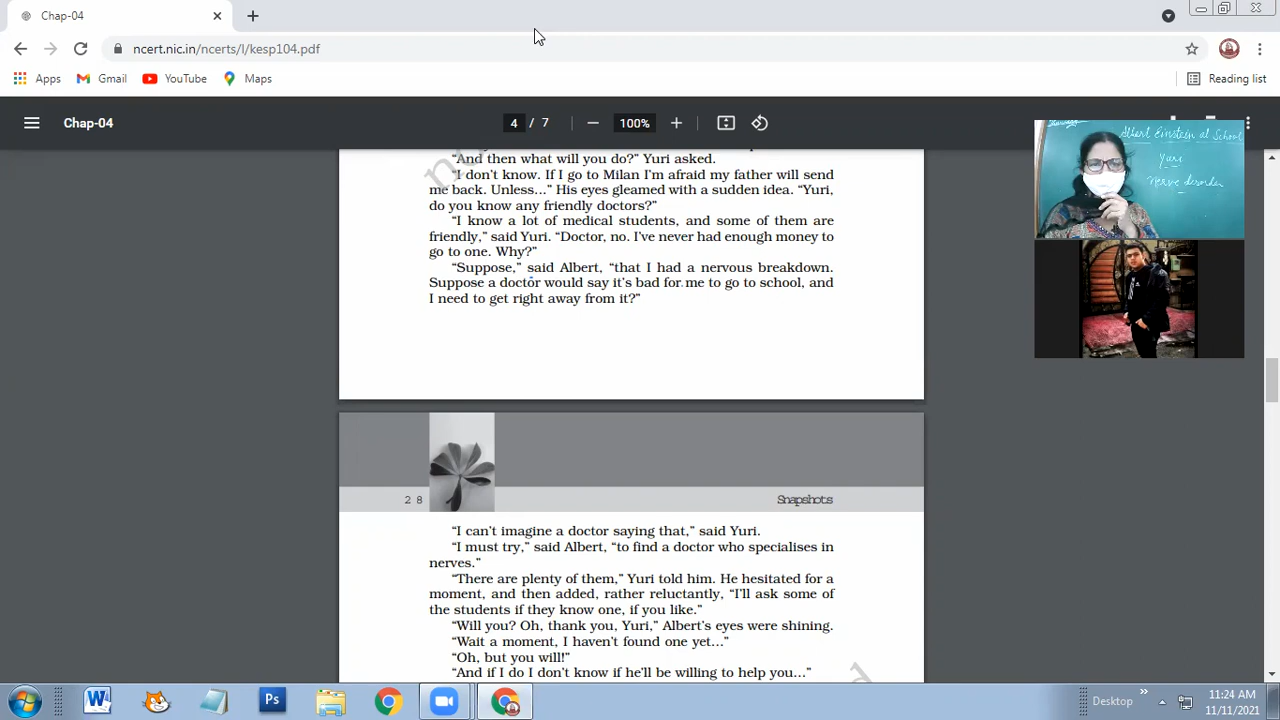 Chap-04
ncert.nic.in/ncerts/l/kesp104.pdf
Apps Gmail YouTube Maps Reading list
Chap-04 4 / 7 100%
“And then what will you do?” Yuri asked.
“I don't know. If I go to Milan I'm afraid my father will send
me back. Unless...” His eyes gleamed with a sudden idea. “Yuri,
do you know any friendly doctors?”
“I know a lot of medical students, and some of them are
friendly,” said Yuri. “Doctor, no. I've never had enough money to
go to one. Why?”
“Suppose,” said Albert, “that I had a nervous breakdown.
Suppose a doctor would say it's bad for me to go to school, and
I need to get right away from it?”
Albert Einstein at School
Yuri
Nerve disorder
28 Snapshots
“I can't imagine a doctor saying that,” said Yuri.
“I must try,” said Albert, “to find a doctor who specialises in
nerves.”
“There are plenty of them,” Yuri told him. He hesitated for a
moment, and then added, rather reluctantly, “I'll ask some of
the students if they know one, if you like.”
“Will you? Oh, thank you, Yuri,” Albert's eyes were shining.
“Wait a moment, I haven't found one yet...”
“Oh, but you will!”
“And if I do I don't know if he'll be willing to help you...”
Desktop
11:24 AM
11/11/2021